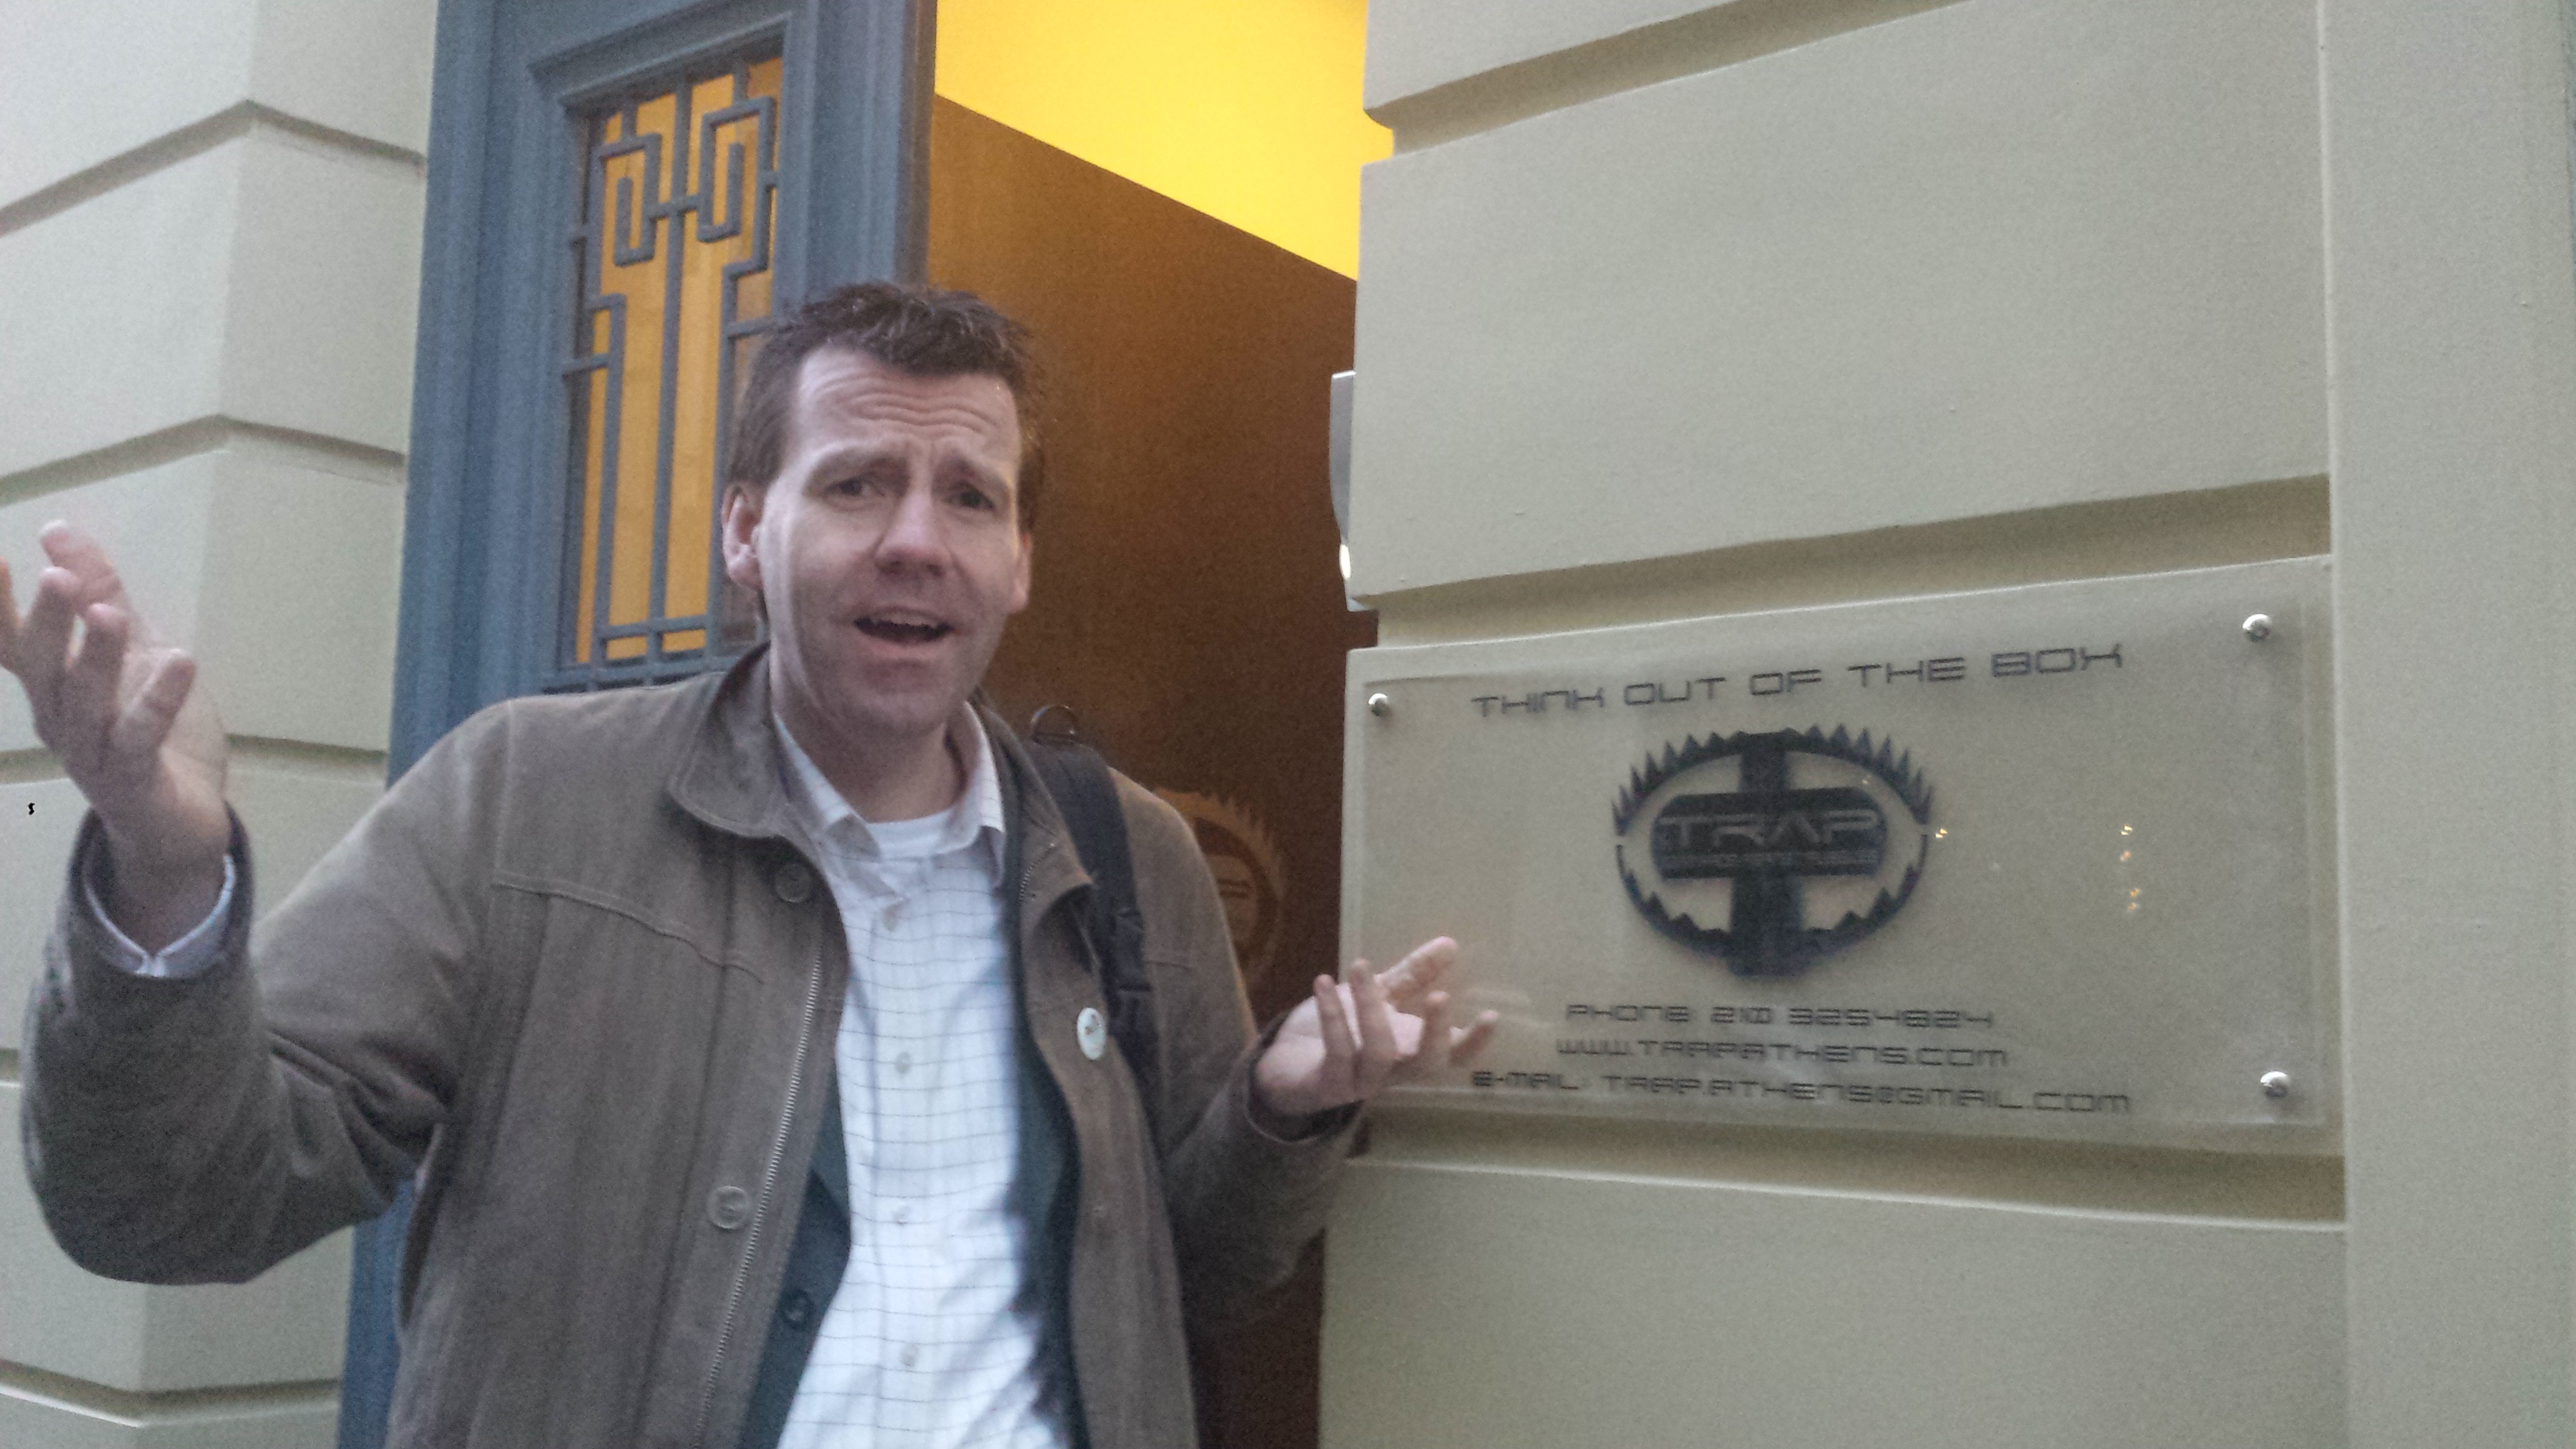 THINK OUT OF THE BOX
TRAP
PHONE: 210 3254824
WWW.TRAPATHENS.COM
E-MAIL: TRAP.ATHENS@GMAIL.COM